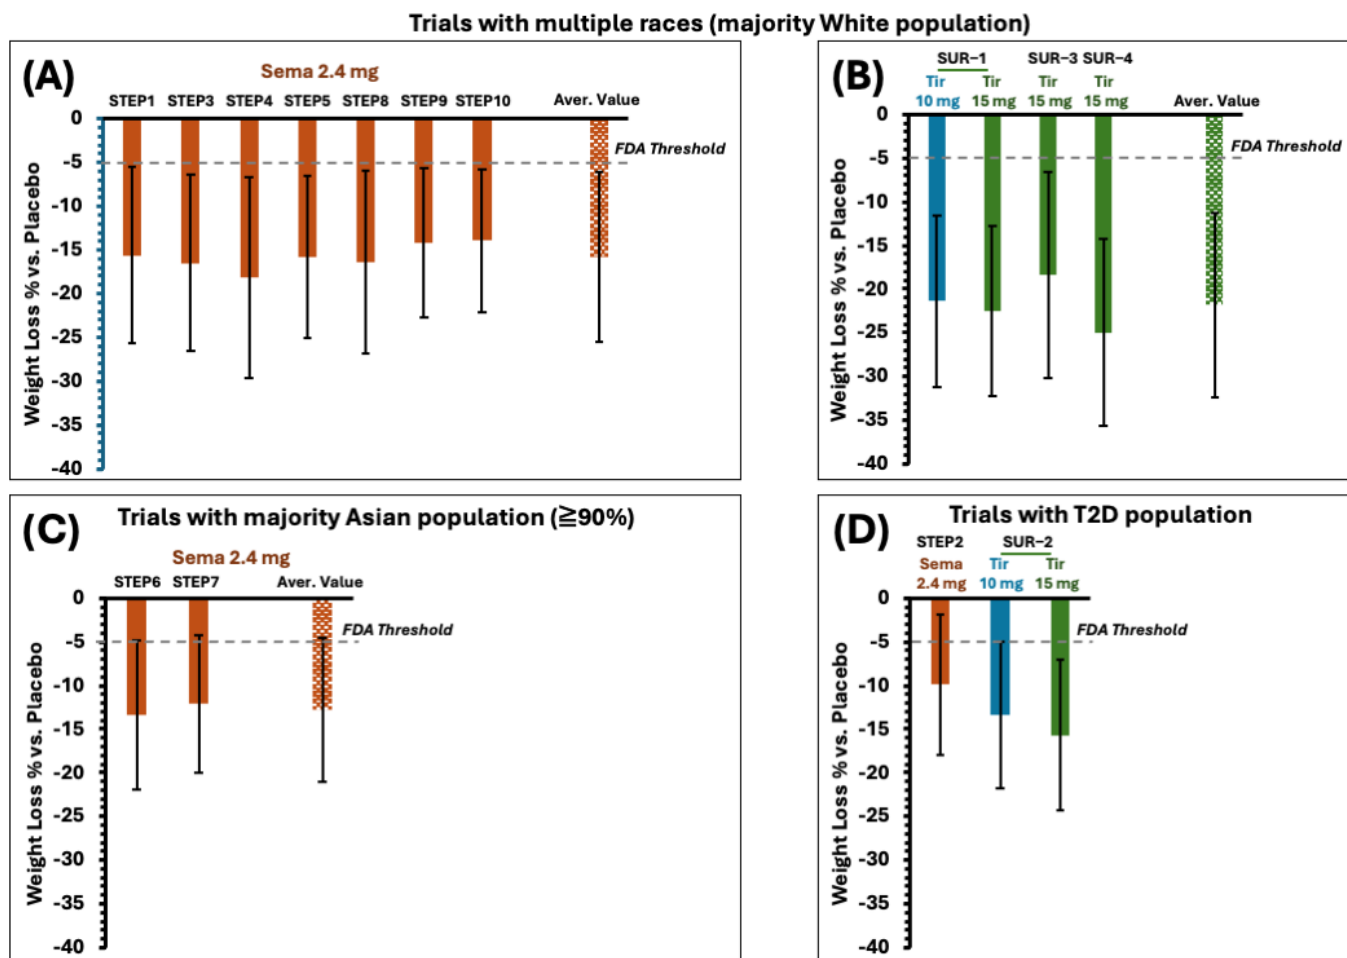 Trials with multiple races (majority White population)
(A)
Sema 2.4 mg
STEP1 STEP3 STEP4 STEP5 STEP8 STEP9 STEP10 Aver. Value
FDA Threshold
Weight Loss % vs. Placebo
0
-5
-10
-15
-20
-25
-30
-35
-40
(B)
SUR-1 SUR-3 SUR-4
Tir Tir Tir Tir
10 mg 15 mg 15 mg 15 mg Aver. Value
FDA Threshold
Weight Loss % vs. Placebo
0
-5
-10
-15
-20
-25
-30
-35
-40
(C)
Trials with majority Asian population (≧90%)
Sema 2.4 mg
STEP6 STEP7 Aver. Value
FDA Threshold
Weight Loss % vs. Placebo
0
-5
-10
-15
-20
-25
-30
-35
-40
(D)
Trials with T2D population
STEP2 SUR-2
Sema Tir Tir
2.4 mg 10 mg 15 mg
FDA Threshold
Weight Loss % vs. Placebo
0
-5
-10
-15
-20
-25
-30
-35
-40